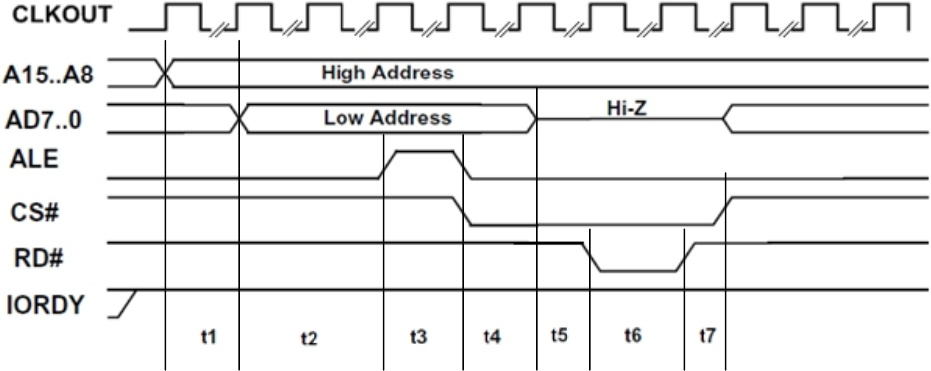 CLKOUT
A15..A8 High Address
AD7..0 Low Address Hi-Z
ALE
CS#
RD#
IORDY
t1 t2 t3 t4 t5 t6 t7